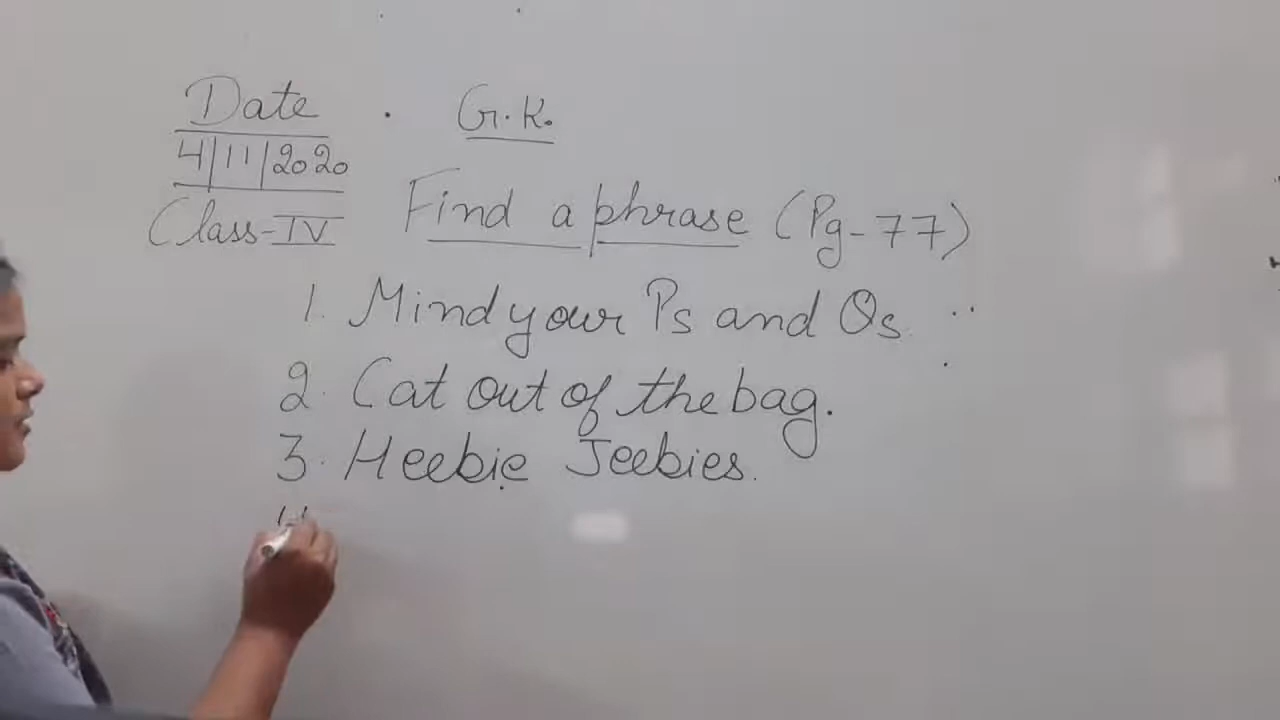 Date
G.K.
4/11/2020
Class-IV
Find a phrase (Pg-77)
1. Mind your Ps and Qs
2. Cat out of the bag.
3. Heebie Jeebies.
4